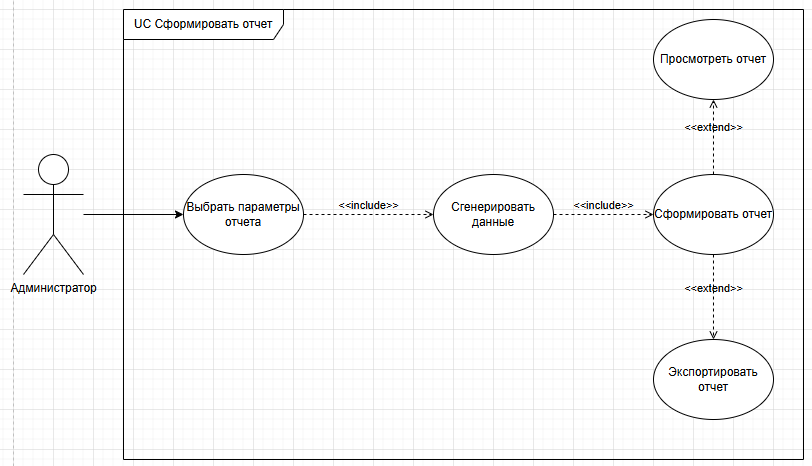 UC Сформировать отчет
Просмотреть отчет
<<extend>>
Выбрать параметры
отчета
<<include>>
Сгенерировать
данные
<<include>>
Сформировать отчет
Администратор
<<extend>>
Экспортировать
отчет